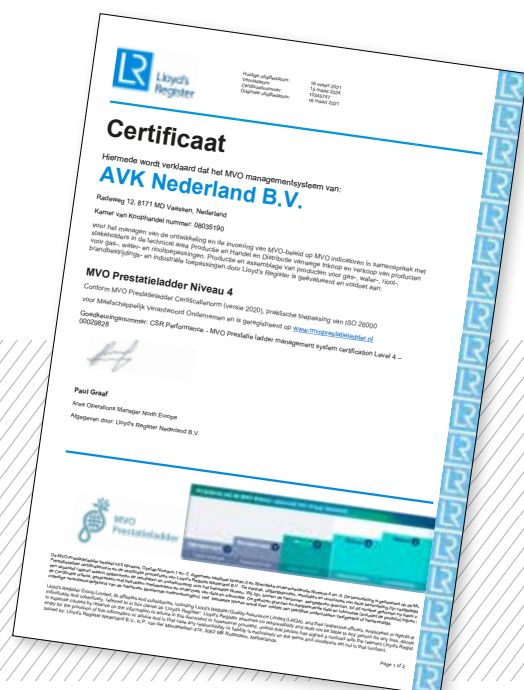 LR
Lloyd's
Register
Huidige uitgiftedatum: 16 maart 2021
Vervaldatum: 15 maart 2024
Certificaatnummer: 10345747
Originele uitgiftedatum: 16 maart 2021
Certificaat
Hiermede wordt verklaard dat het MVO managementsysteem van:
AVK Nederland B.V.
Radeweg 12, 8171 MD Vaassen, Nederland
Kamer van Koophandel nummer: 08035190
voor het managen van de ontwikkeling en de invoering van MVO-beleid op MVO indicatoren in samenspraak met
stakeholders in de technical area Productie en Handel en Distributie vanwege Inkoop en verkoop van producten
voor gas-, water- en riooltoepassingen. Productie en assemblage van producten voor gas-, water-, riool-,
brandbestrijdings- en industriële toepassingen door Lloyd's Register is geëvalueerd en voldoet aan:
MVO Prestatieladder Niveau 4
Conform MVO Prestatieladder Certificatienorm (versie 2020), praktische toepassing van ISO 26000
voor Maatschappelijk Verantwoord Ondernemen en is geregistreerd op www.mvoprestatieladder.nl
Goedkeuringsnummer: CSR Performance - MVO Prestatie ladder management system certification Level 4 –
00029828
Paul Graaf
Area Operations Manager North Europe
Afgegeven door: Lloyd's Register Nederland B.V.
MVO
Prestatieladder
Page 1 of 2